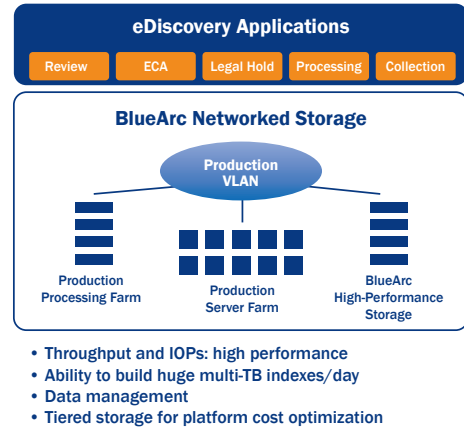 eDiscovery Applications
Review ECA Legal Hold Processing Collection
BlueArc Networked Storage
Production
VLAN
Production
Processing Farm
Production
Server Farm
BlueArc
High-Performance
Storage
• Throughput and IOPs: high performance
• Ability to build huge multi-TB indexes/day
• Data management
• Tiered storage for platform cost optimization